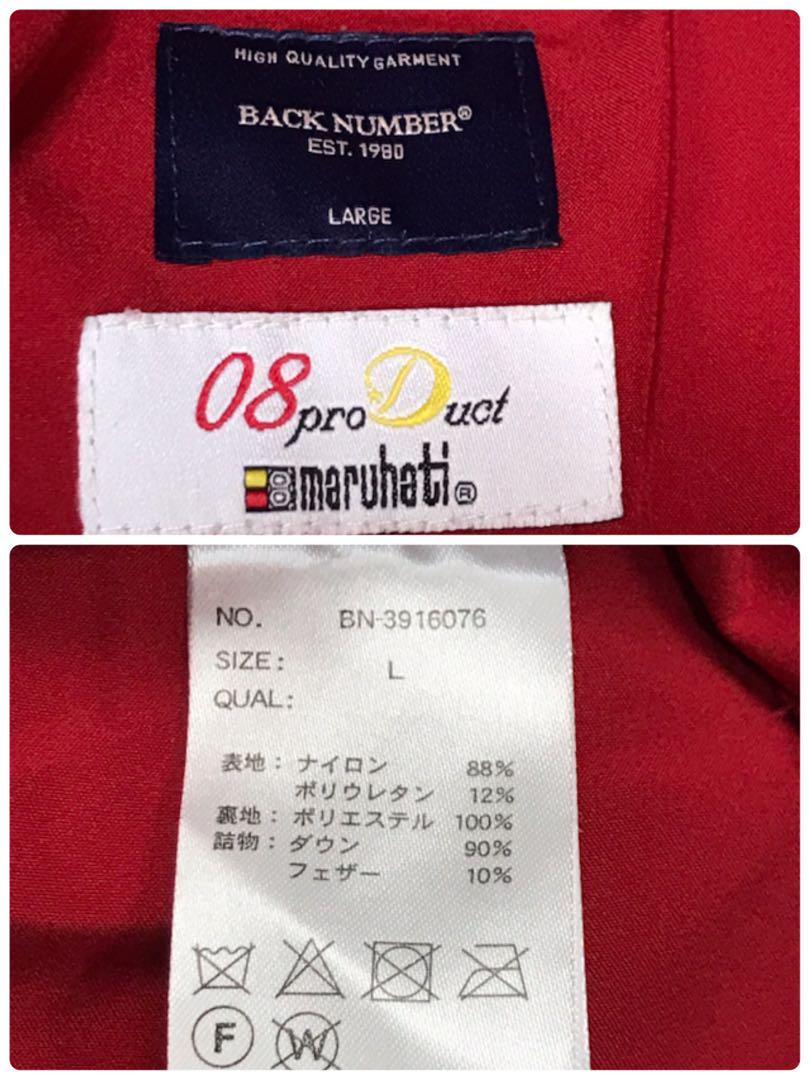 HIGH QUALITY GARMENT
BACK NUMBER®
EST. 1980
LARGE
08proDuct
maruhati®
NO. BN-3916076
SIZE: L
QUAL:
表地：ナイロン 88%
ポリウレタン 12%
裏地：ポリエステル 100%
詰物：ダウン 90%
フェザー 10%
F
W